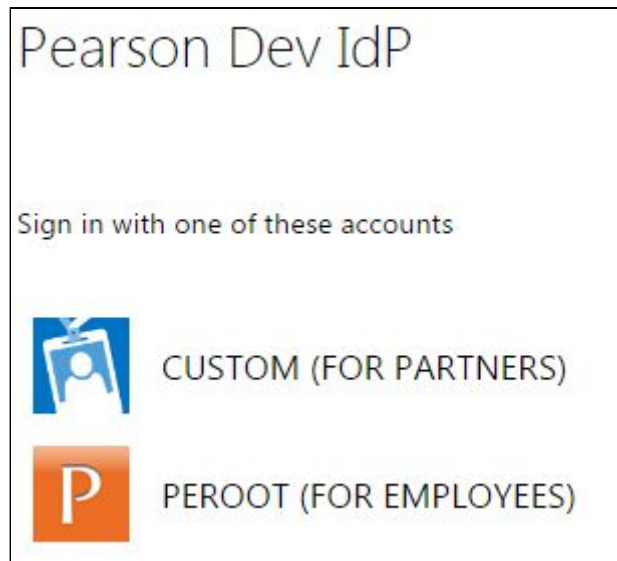 Pearson Dev IdP
Sign in with one of these accounts
CUSTOM (FOR PARTNERS)
P
PEROOT (FOR EMPLOYEES)